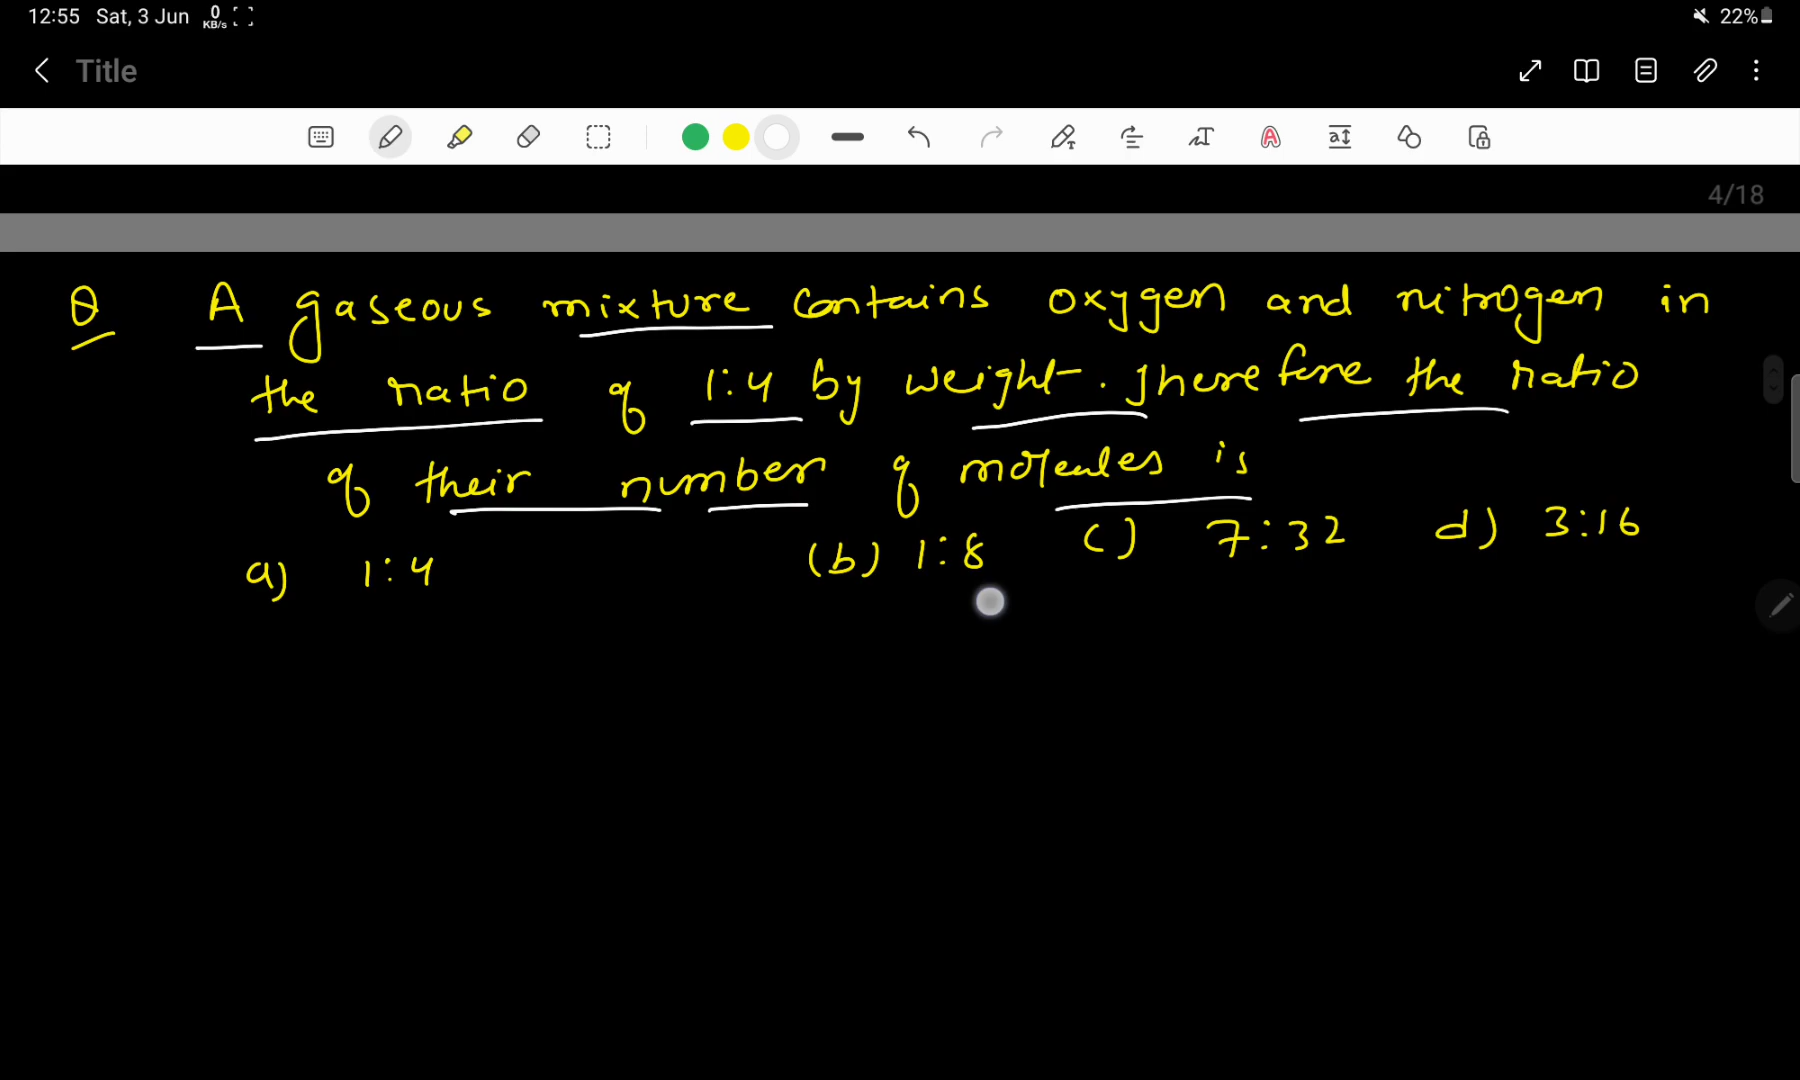 12:55 Sat, 3 Jun 0 KB/s 22%
Title
4/18
Q A gaseous mixture contains oxygen and nitrogen in
the ratio of 1:4 by weight. Therefore the ratio
of their number of molecules is
a) 1:4 (b) 1:8 c) 7:32 d) 3:16